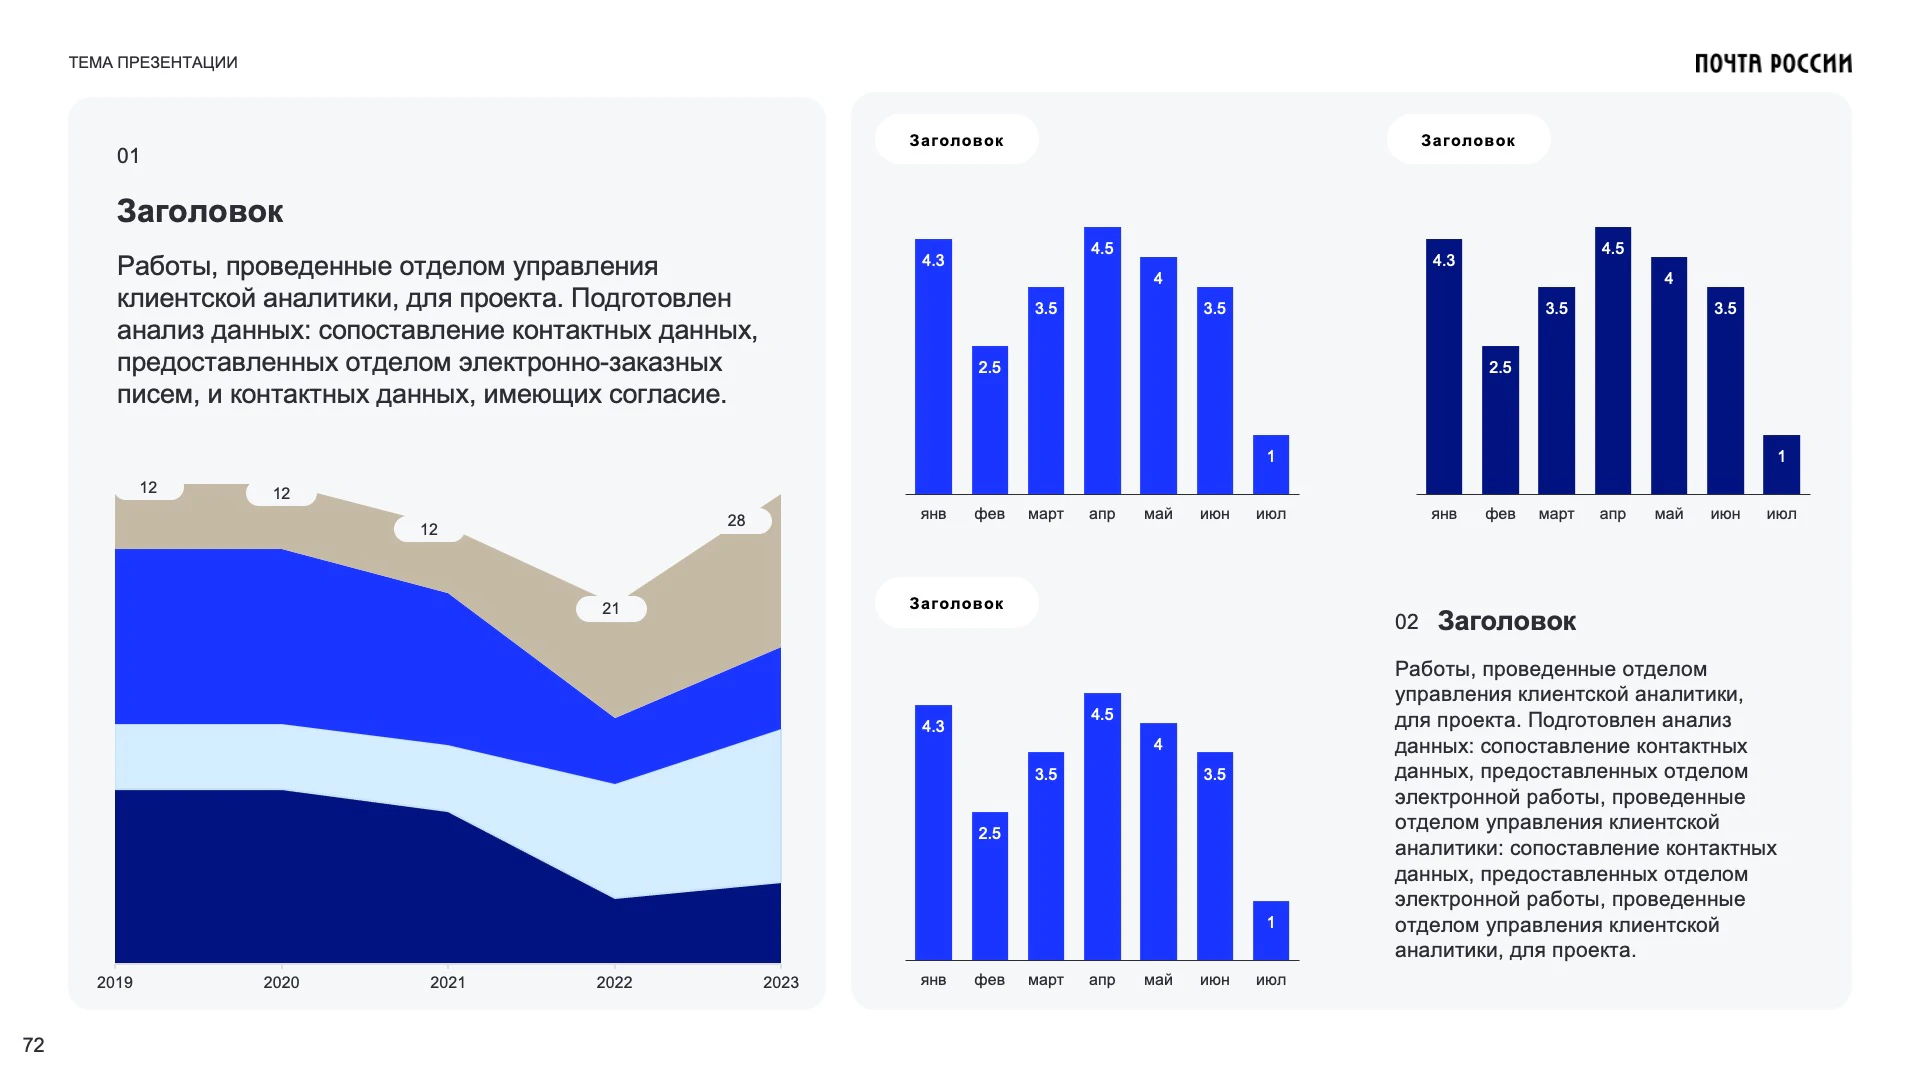 ТЕМА ПРЕЗЕНТАЦИИ
ПОЧТА РОССИИ
01
Заголовок
Работы, проведенные отделом управления
клиентской аналитики, для проекта. Подготовлен
анализ данных: сопоставление контактных данных,
предоставленных отделом электронно-заказных
писем, и контактных данных, имеющих согласие.
12
12
12
21
28
2019 2020 2021 2022 2023
Заголовок
4.3
2.5
3.5
4.5
4
3.5
1
янв фев март апр май июн июл
Заголовок
4.3
2.5
3.5
4.5
4
3.5
1
янв фев март апр май июн июл
Заголовок
4.3
2.5
3.5
4.5
4
3.5
1
янв фев март апр май июн июл
02 Заголовок
Работы, проведенные отделом
управления клиентской аналитики,
для проекта. Подготовлен анализ
данных: сопоставление контактных
данных, предоставленных отделом
электронной работы, проведенные
отделом управления клиентской
аналитики: сопоставление контактных
данных, предоставленных отделом
электронной работы, проведенные
отделом управления клиентской
аналитики, для проекта.
72